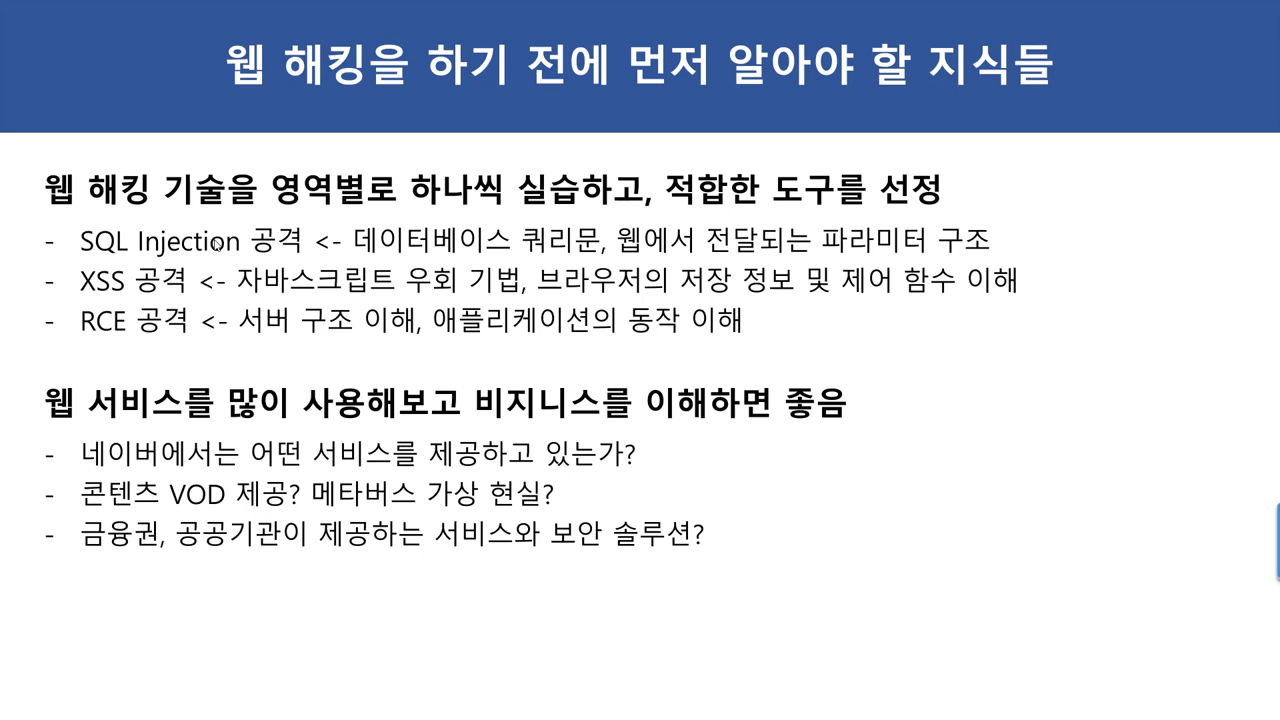 웹 해킹을 하기 전에 먼저 알아야 할 지식들
웹 해킹 기술을 영역별로 하나씩 실습하고, 적합한 도구를 선정
- SQL Injection 공격 <- 데이터베이스 쿼리문, 웹에서 전달되는 파라미터 구조
- XSS 공격 <- 자바스크립트 우회 기법, 브라우저의 저장 정보 및 제어 함수 이해
- RCE 공격 <- 서버 구조 이해, 애플리케이션의 동작 이해
웹 서비스를 많이 사용해보고 비지니스를 이해하면 좋음
- 네이버에서는 어떤 서비스를 제공하고 있는가?
- 콘텐츠 VOD 제공? 메타버스 가상 현실?
- 금융권, 공공기관이 제공하는 서비스와 보안 솔루션?